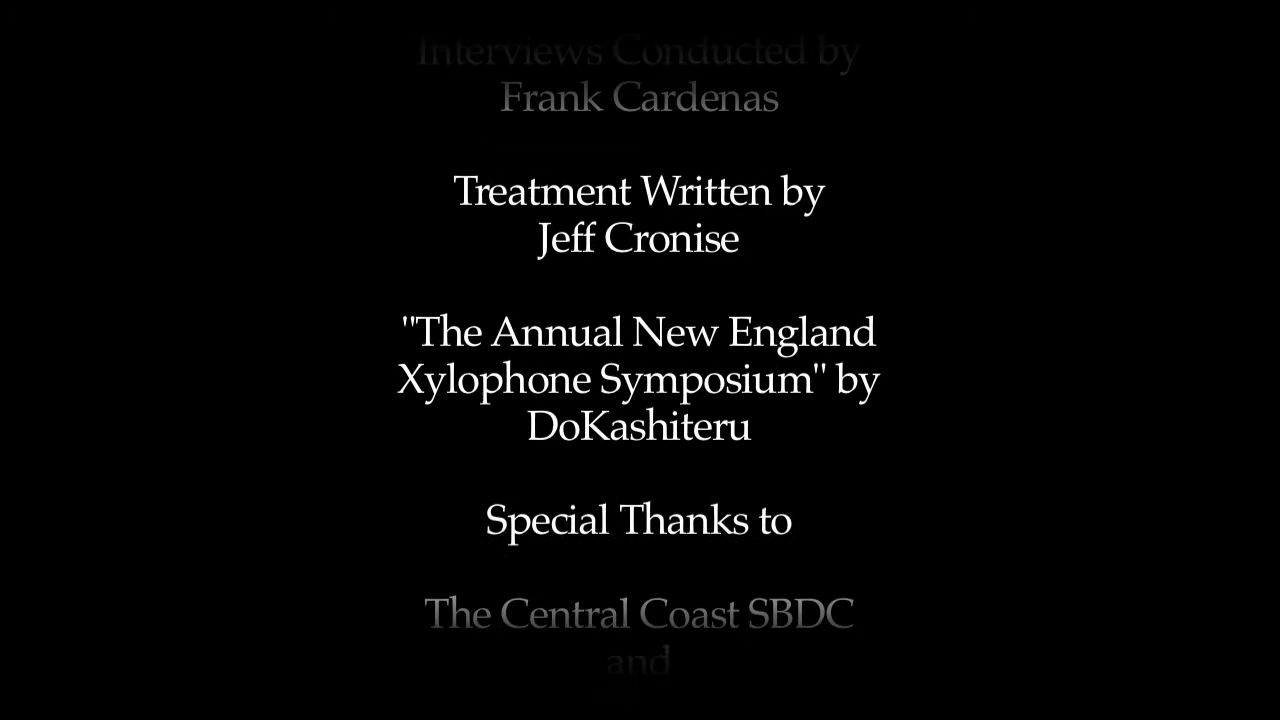 Interviews Conducted by
Frank Cardenas
Treatment Written by
Jeff Cronise
"The Annual New England
Xylophone Symposium" by
DoKashiteru
Special Thanks to
The Central Coast SBDC
and